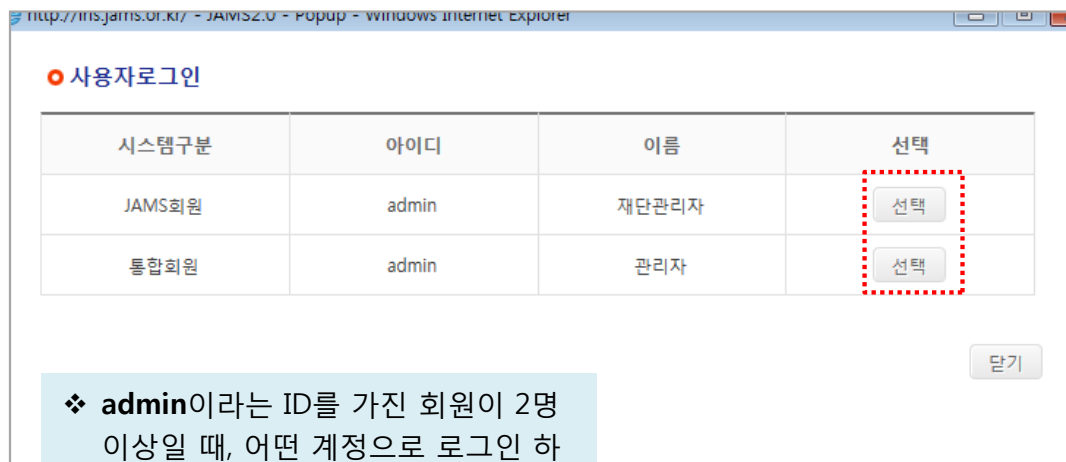 http://ins.jams.or.kr/ - JAMS2.0 - Popup - Windows Internet Explorer
사용자로그인
시스템구분 아이디 이름 선택
JAMS회원 admin 재단관리자 선택
통합회원 admin 관리자 선택
닫기
❖ admin이라는 ID를 가진 회원이 2명
이상일 때, 어떤 계정으로 로그인 하